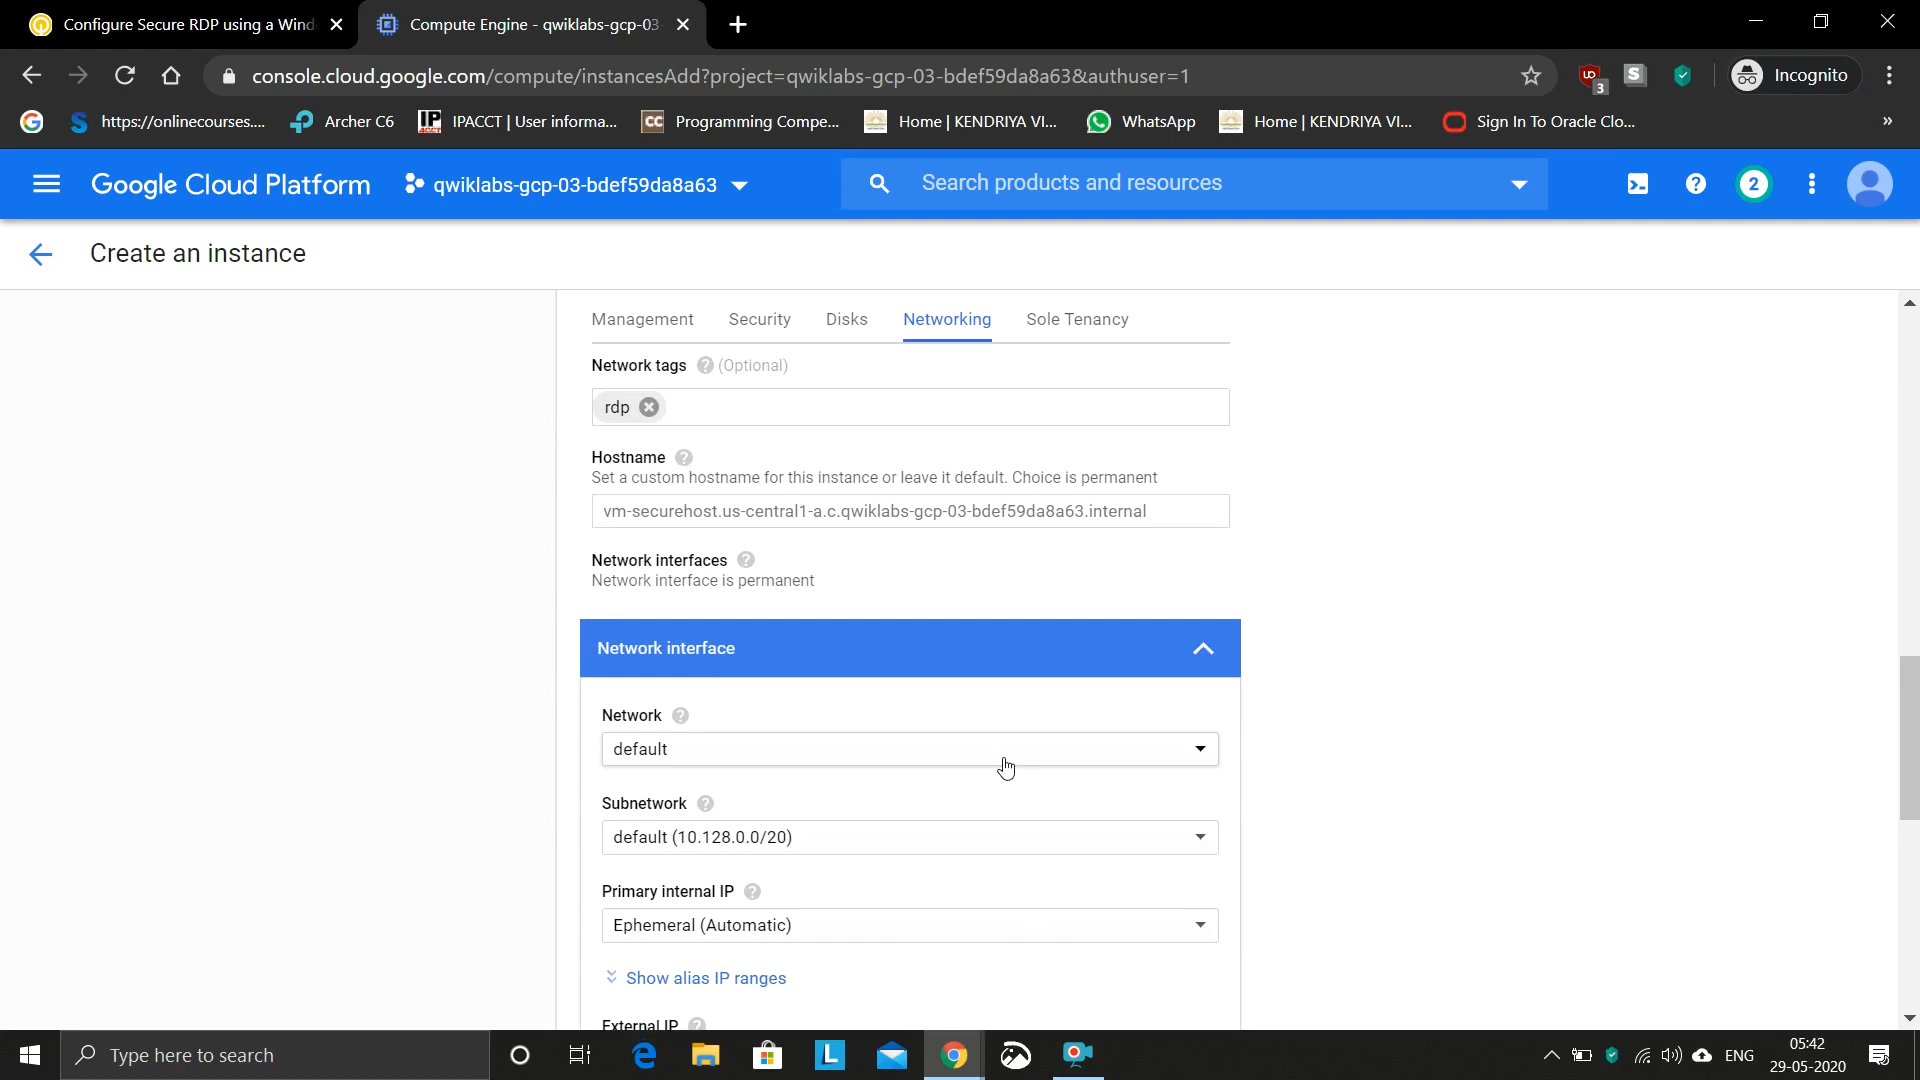 Configure Secure RDP using a Wind
Compute Engine - qwiklabs-gcp-03-
console.cloud.google.com/compute/instancesAdd?project=qwiklabs-gcp-03-bdef59da8a63&authuser=1
3
Incognito
https://onlinecourses....
Archer C6
IPACCT | User informa...
CC
Programming Compe...
Home | KENDRIYA VI...
WhatsApp
Home | KENDRIYA VI...
Sign In To Oracle Clo...
»
Google Cloud Platform
qwiklabs-gcp-03-bdef59da8a63
Search products and resources
2
Create an instance
Management Security Disks Networking Sole Tenancy
Network tags (Optional)
rdp
Hostname
Set a custom hostname for this instance or leave it default. Choice is permanent
vm-securehost.us-central1-a.c.qwiklabs-gcp-03-bdef59da8a63.internal
Network interfaces
Network interface is permanent
Network interface
Network
default
Subnetwork
default (10.128.0.0/20)
Primary internal IP
Ephemeral (Automatic)
Show alias IP ranges
External IP
Type here to search
L
ENG
05:42
29-05-2020